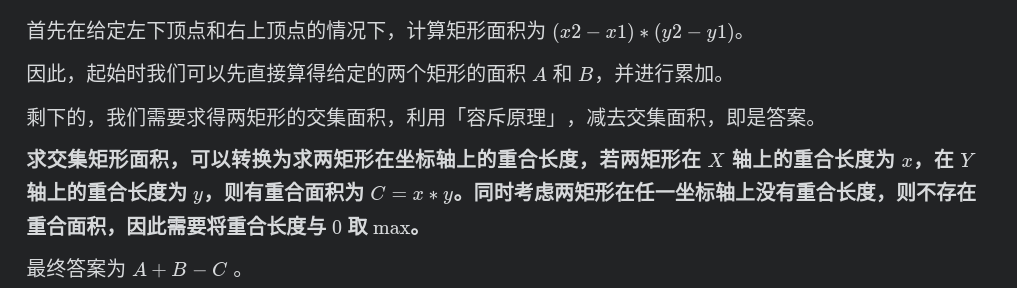 首先在给定左下顶点和右上顶点的情况下，计算矩形面积为 (x2 − x1) ∗ (y2 − y1)。
因此，起始时我们可以先直接算得给定的两个矩形的面积 A 和 B，并进行累加。
剩下的，我们需要求得两矩形的交集面积，利用「容斥原理」，减去交集面积，即是答案。
求交集矩形面积，可以转换为求两矩形在坐标轴上的重合长度，若两矩形在 X 轴上的重合长度为 x，在 Y
轴上的重合长度为 y，则有重合面积为 C = x ∗ y。同时考虑两矩形在任一坐标轴上没有重合长度，则不存在
重合面积，因此需要将重合长度与 0 取 max。
最终答案为 A + B − C 。